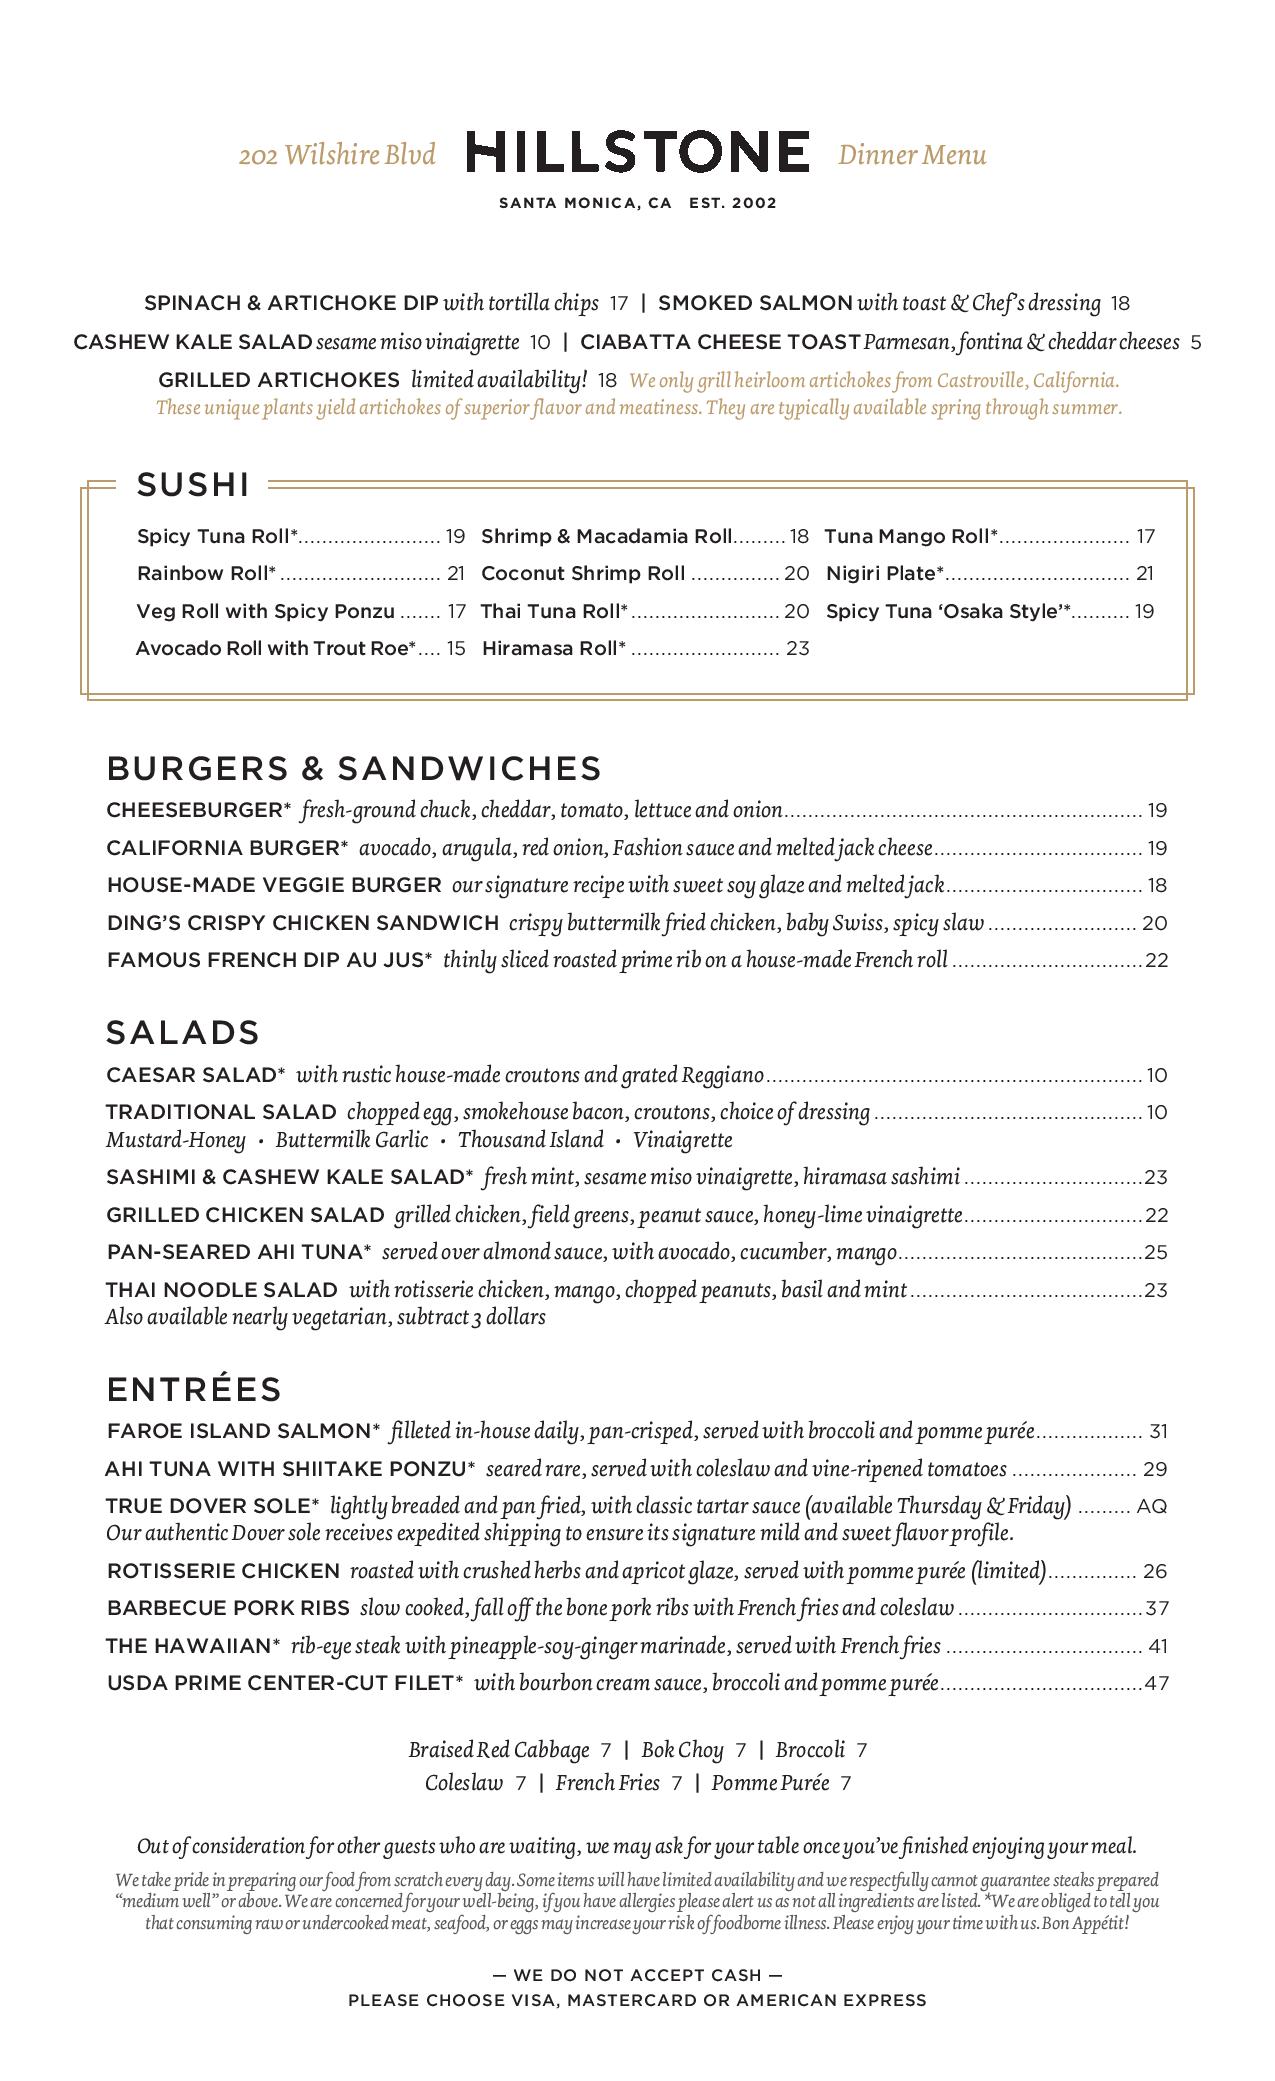 202 Wilshire Blvd HILLSTONE Dinner Menu
SANTA MONICA, CA EST. 2002
SPINACH & ARTICHOKE DIP with tortilla chips 17 | SMOKED SALMON with toast & Chef's dressing 18
CASHEW KALE SALAD sesame miso vinaigrette 10 | CIABATTA CHEESE TOAST Parmesan, fontina & cheddar cheeses 5
GRILLED ARTICHOKES limited availability! 18 We only grill heirloom artichokes from Castroville, California.
These unique plants yield artichokes of superior flavor and meatiness. They are typically available spring through summer.
SUSHI
Spicy Tuna Roll*........................ 19 Shrimp & Macadamia Roll......... 18 Tuna Mango Roll*...................... 17
Rainbow Roll* ........................... 21 Coconut Shrimp Roll ............... 20 Nigiri Plate*............................... 21
Veg Roll with Spicy Ponzu ....... 17 Thai Tuna Roll*......................... 20 Spicy Tuna ‘Osaka Style’*.......... 19
Avocado Roll with Trout Roe*.... 15 Hiramasa Roll* ......................... 23
BURGERS & SANDWICHES
CHEESEBURGER* fresh-ground chuck, cheddar, tomato, lettuce and onion............................................................. 19
CALIFORNIA BURGER* avocado, arugula, red onion, Fashion sauce and melted jack cheese................................... 19
HOUSE-MADE VEGGIE BURGER our signature recipe with sweet soy glaze and melted jack................................. 18
DING’S CRISPY CHICKEN SANDWICH crispy buttermilk fried chicken, baby Swiss, spicy slaw ......................... 20
FAMOUS FRENCH DIP AU JUS* thinly sliced roasted prime rib on a house-made French roll ................................22
SALADS
CAESAR SALAD* with rustic house-made croutons and grated Reggiano................................................................ 10
TRADITIONAL SALAD chopped egg, smokehouse bacon, croutons, choice of dressing ............................................. 10
Mustard-Honey • Buttermilk Garlic • Thousand Island • Vinaigrette
SASHIMI & CASHEW KALE SALAD* fresh mint, sesame miso vinaigrette, hiramasa sashimi ..............................23
GRILLED CHICKEN SALAD grilled chicken, field greens, peanut sauce, honey-lime vinaigrette..............................22
PAN-SEARED AHI TUNA* served over almond sauce, with avocado, cucumber, mango.........................................25
THAI NOODLE SALAD with rotisserie chicken, mango, chopped peanuts, basil and mint.......................................23
Also available nearly vegetarian, subtract 3 dollars
ENTRÉES
FAROE ISLAND SALMON* filleted in-house daily, pan-crisped, served with broccoli and pomme purée.................. 31
AHI TUNA WITH SHIITAKE PONZU* seared rare, served with coleslaw and vine-ripened tomatoes ..................... 29
TRUE DOVER SOLE* lightly breaded and pan fried, with classic tartar sauce (available Thursday & Friday) ......... AQ
Our authentic Dover sole receives expedited shipping to ensure its signature mild and sweet flavor profile.
ROTISSERIE CHICKEN roasted with crushed herbs and apricot glaze, served with pomme purée (limited)............... 26
BARBECUE PORK RIBS slow cooked, fall off the bone pork ribs with French fries and coleslaw ...............................37
THE HAWAIIAN* rib-eye steak with pineapple-soy-ginger marinade, served with French fries ................................. 41
USDA PRIME CENTER-CUT FILET* with bourbon cream sauce, broccoli and pomme purée..................................47
Braised Red Cabbage 7 | Bok Choy 7 | Broccoli 7
Coleslaw 7 | French Fries 7 | Pomme Purée 7
Out of consideration for other guests who are waiting, we may ask for your table once you’ve finished enjoying your meal.
We take pride in preparing our food from scratch every day. Some items will have limited availability and we respectfully cannot guarantee steaks prepared
“medium well” or above. We are concerned for your well-being, if you have allergies please alert us as not all ingredients are listed. *We are obliged to tell you
that consuming raw or undercooked meat, seafood, or eggs may increase your risk of foodborne illness. Please enjoy your time with us. Bon Appétit!
— WE DO NOT ACCEPT CASH —
PLEASE CHOOSE VISA, MASTERCARD OR AMERICAN EXPRESS